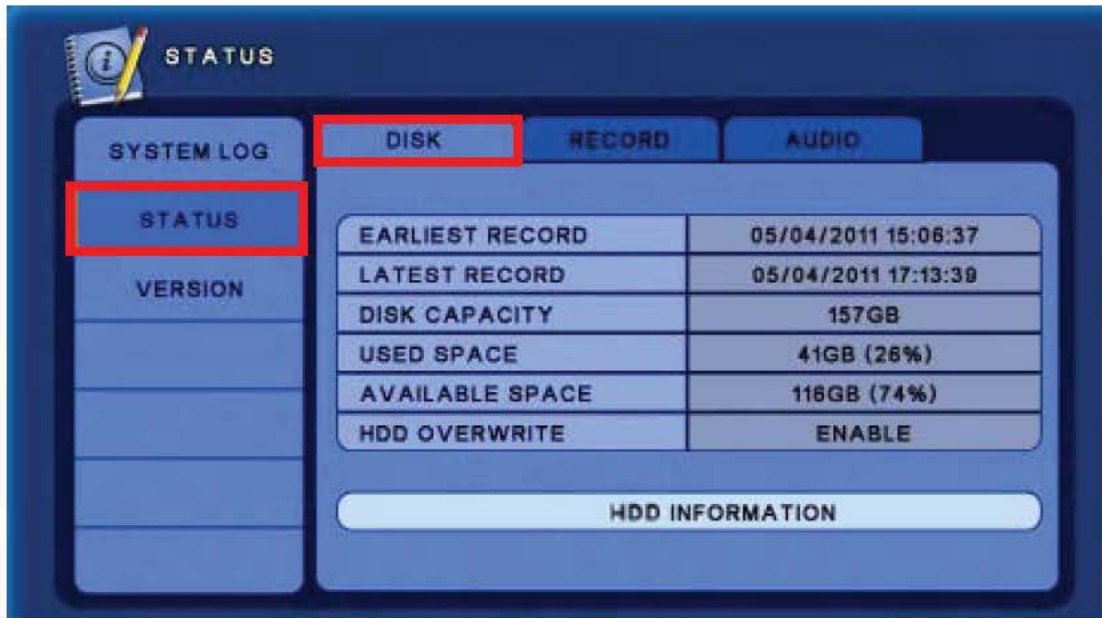 STATUS
SYSTEM LOG
STATUS
VERSION
DISK RECORD AUDIO
EARLIEST RECORD 05/04/2011 15:06:37
LATEST RECORD 05/04/2011 17:13:39
DISK CAPACITY 157GB
USED SPACE 41GB (26%)
AVAILABLE SPACE 116GB (74%)
HDD OVERWRITE ENABLE
HDD INFORMATION